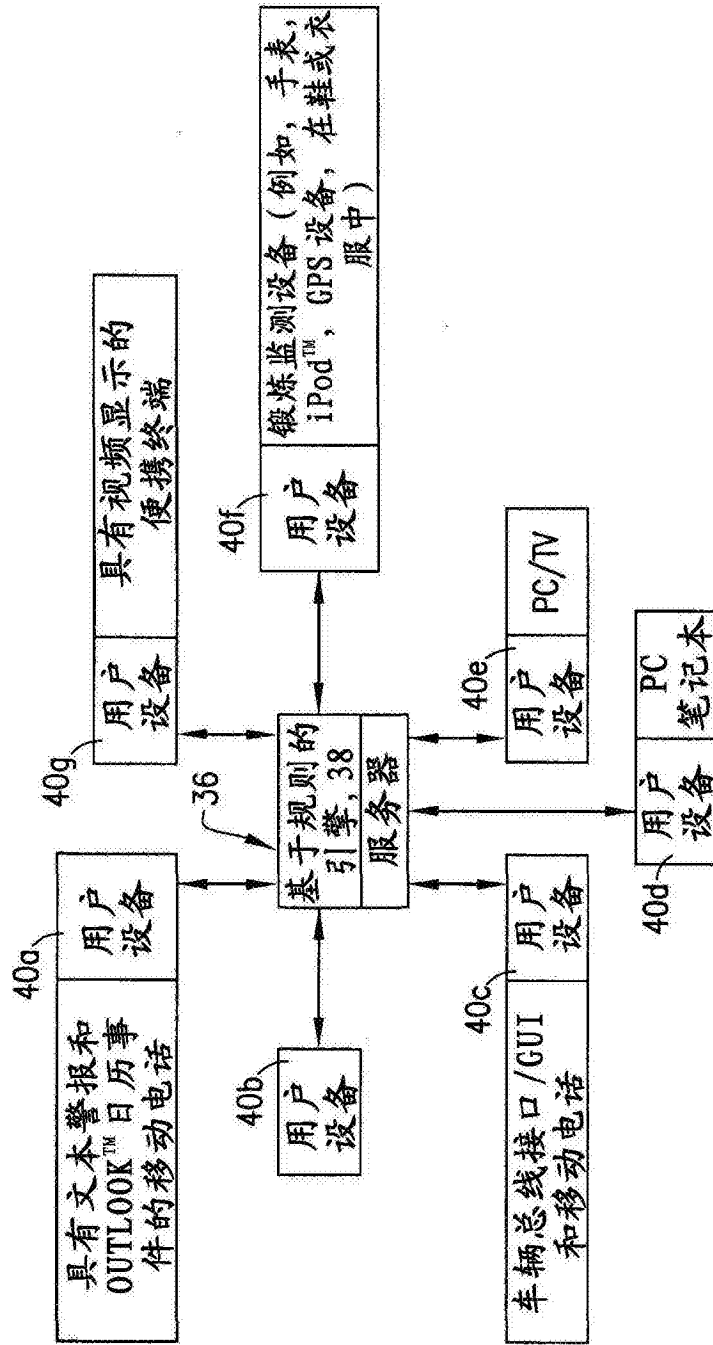 40a
具有文本警报和
OUTLOOK™日历事
件的移动电话
用户
设备
40g
用户
设备
具有视频显示的
便携终端
36
基于规则的
引擎,38
服务器
40b
用户
设备
40f
用户
设备
锻炼监测设备(例如,手表,
iPod™, GPS设备, 在鞋或衣
服中)
40c
车辆总线接口/GUI
和移动电话
用户
设备
40e
用户
设备
PC/TV
40d
用户
设备
PC
笔记本